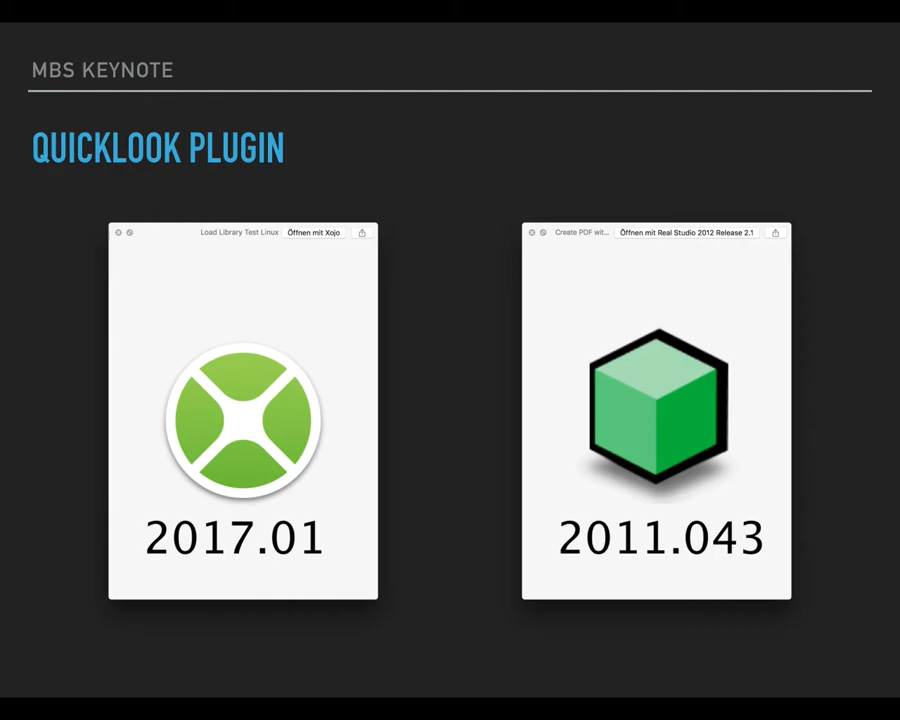 MBS KEYNOTE
QUICKLOOK PLUGIN
Load Library Test Linux Öffnen mit Xojo
Create PDF wit... Öffnen mit Real Studio 2012 Release 2.1
2017.01
2011.043